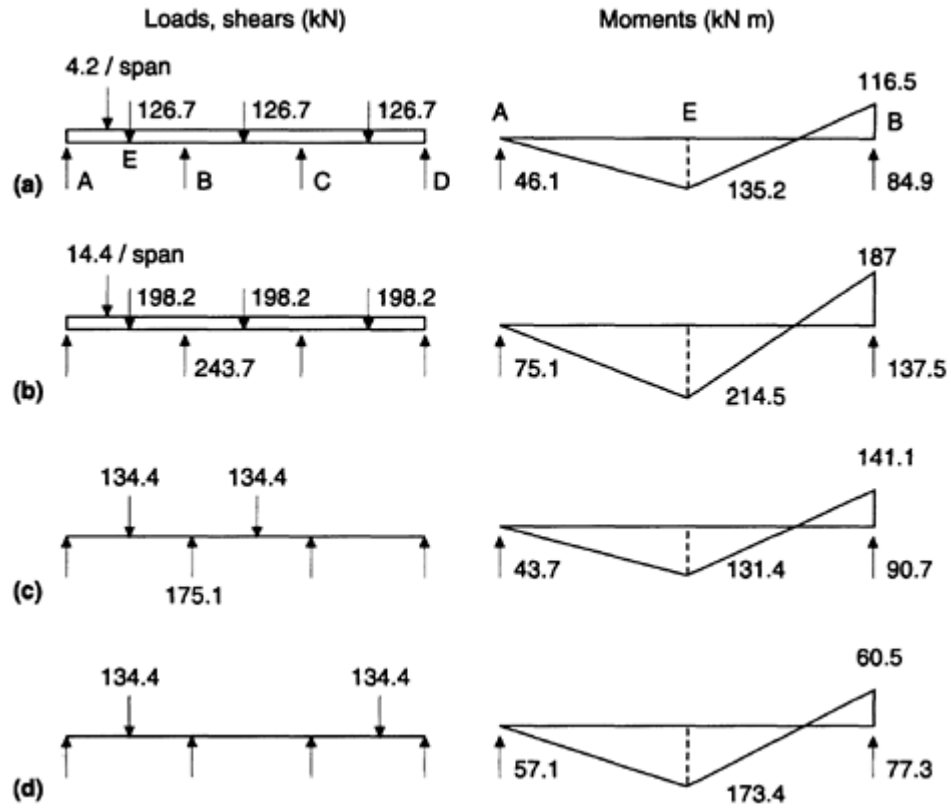 Loads, shears (kN)
Moments (kN m)
4.2 / span
126.7 126.7 126.7
E
A B C D
(a)
A E B
116.5
46.1 135.2 84.9
14.4 / span
198.2 198.2 198.2
243.7
(b)
187
75.1 214.5 137.5
134.4 134.4
175.1
(c)
141.1
43.7 131.4 90.7
134.4 134.4
(d)
60.5
57.1 173.4 77.3